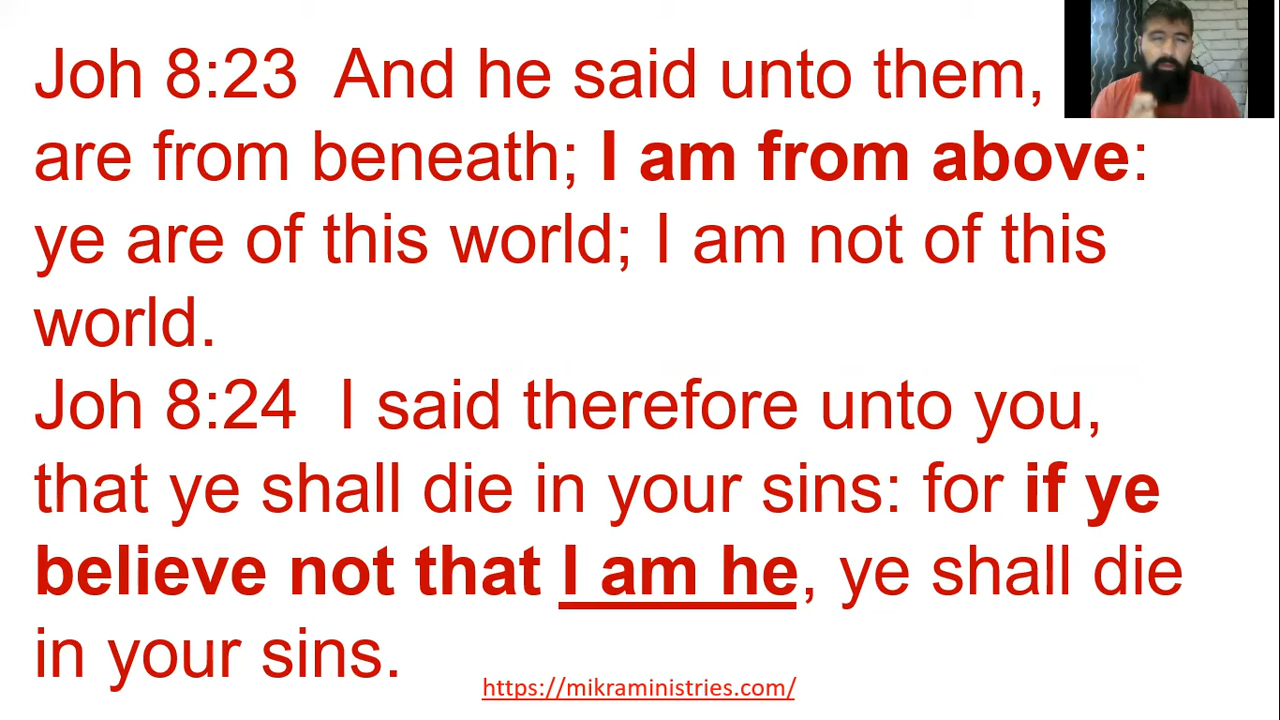 Joh 8:23 And he said unto them,
are from beneath; I am from above:
ye are of this world; I am not of this
world.
Joh 8:24 I said therefore unto you,
that ye shall die in your sins: for if ye
believe not that I am he, ye shall die
in your sins.
https://mikraministries.com/